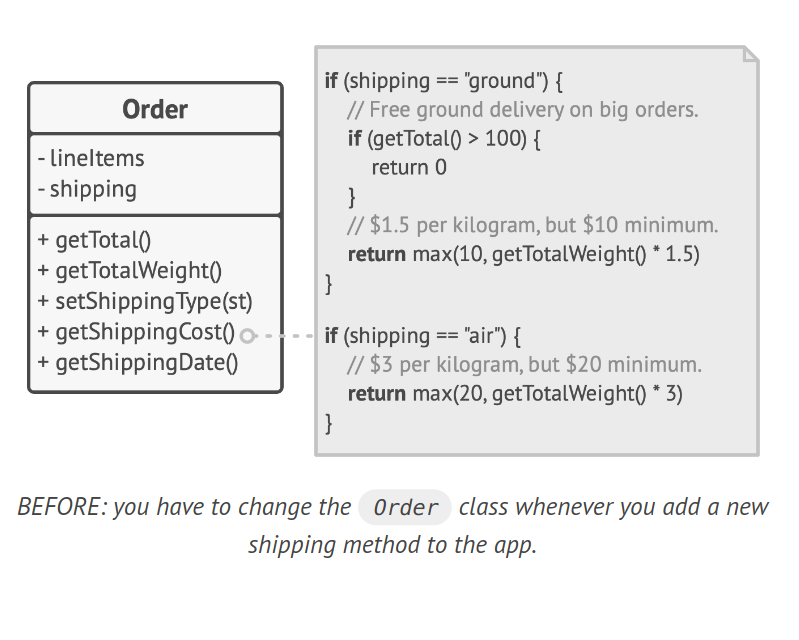 Order
- lineItems
- shipping
+ getTotal()
+ getTotalWeight()
+ setShippingType(st)
+ getShippingCost()
+ getShippingDate()
if (shipping == "ground") {
// Free ground delivery on big orders.
if (getTotal() > 100) {
return 0
}
// $1.5 per kilogram, but $10 minimum.
return max(10, getTotalWeight() * 1.5)
}
if (shipping == "air") {
// $3 per kilogram, but $20 minimum.
return max(20, getTotalWeight() * 3)
}
BEFORE: you have to change the Order class whenever you add a new
shipping method to the app.